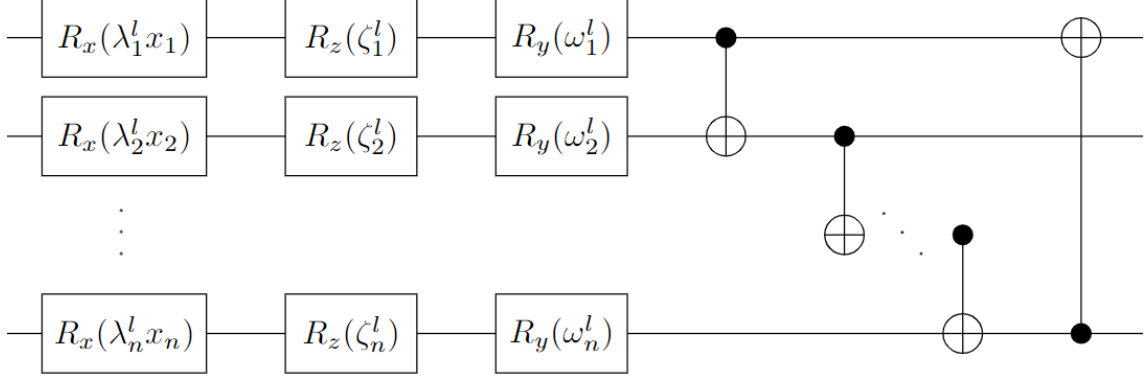 R_x(λ_1^l x_1) R_z(ζ_1^l) R_y(ω_1^l)
R_x(λ_2^l x_2) R_z(ζ_2^l) R_y(ω_2^l)
R_x(λ_n^l x_n) R_z(ζ_n^l) R_y(ω_n^l)